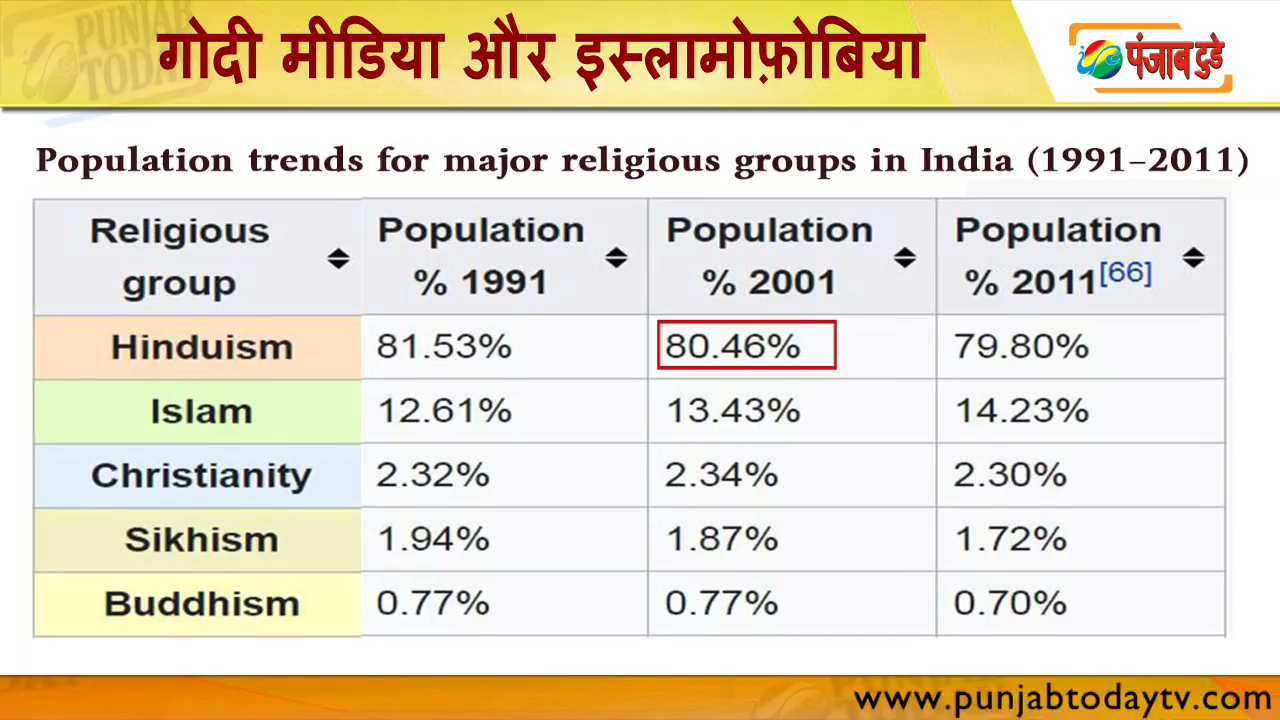 PUNJAB
TODAY
गोदी मीडिया और इस्लामोफ़ोबिया
पंजाब टुडे
Population trends for major religious groups in India (1991–2011)
Religious group Population % 1991 Population % 2001 Population % 2011[66]
Hinduism 81.53% 80.46% 79.80%
Islam 12.61% 13.43% 14.23%
Christianity 2.32% 2.34% 2.30%
Sikhism 1.94% 1.87% 1.72%
Buddhism 0.77% 0.77% 0.70%
www.punjabtodaytv.com